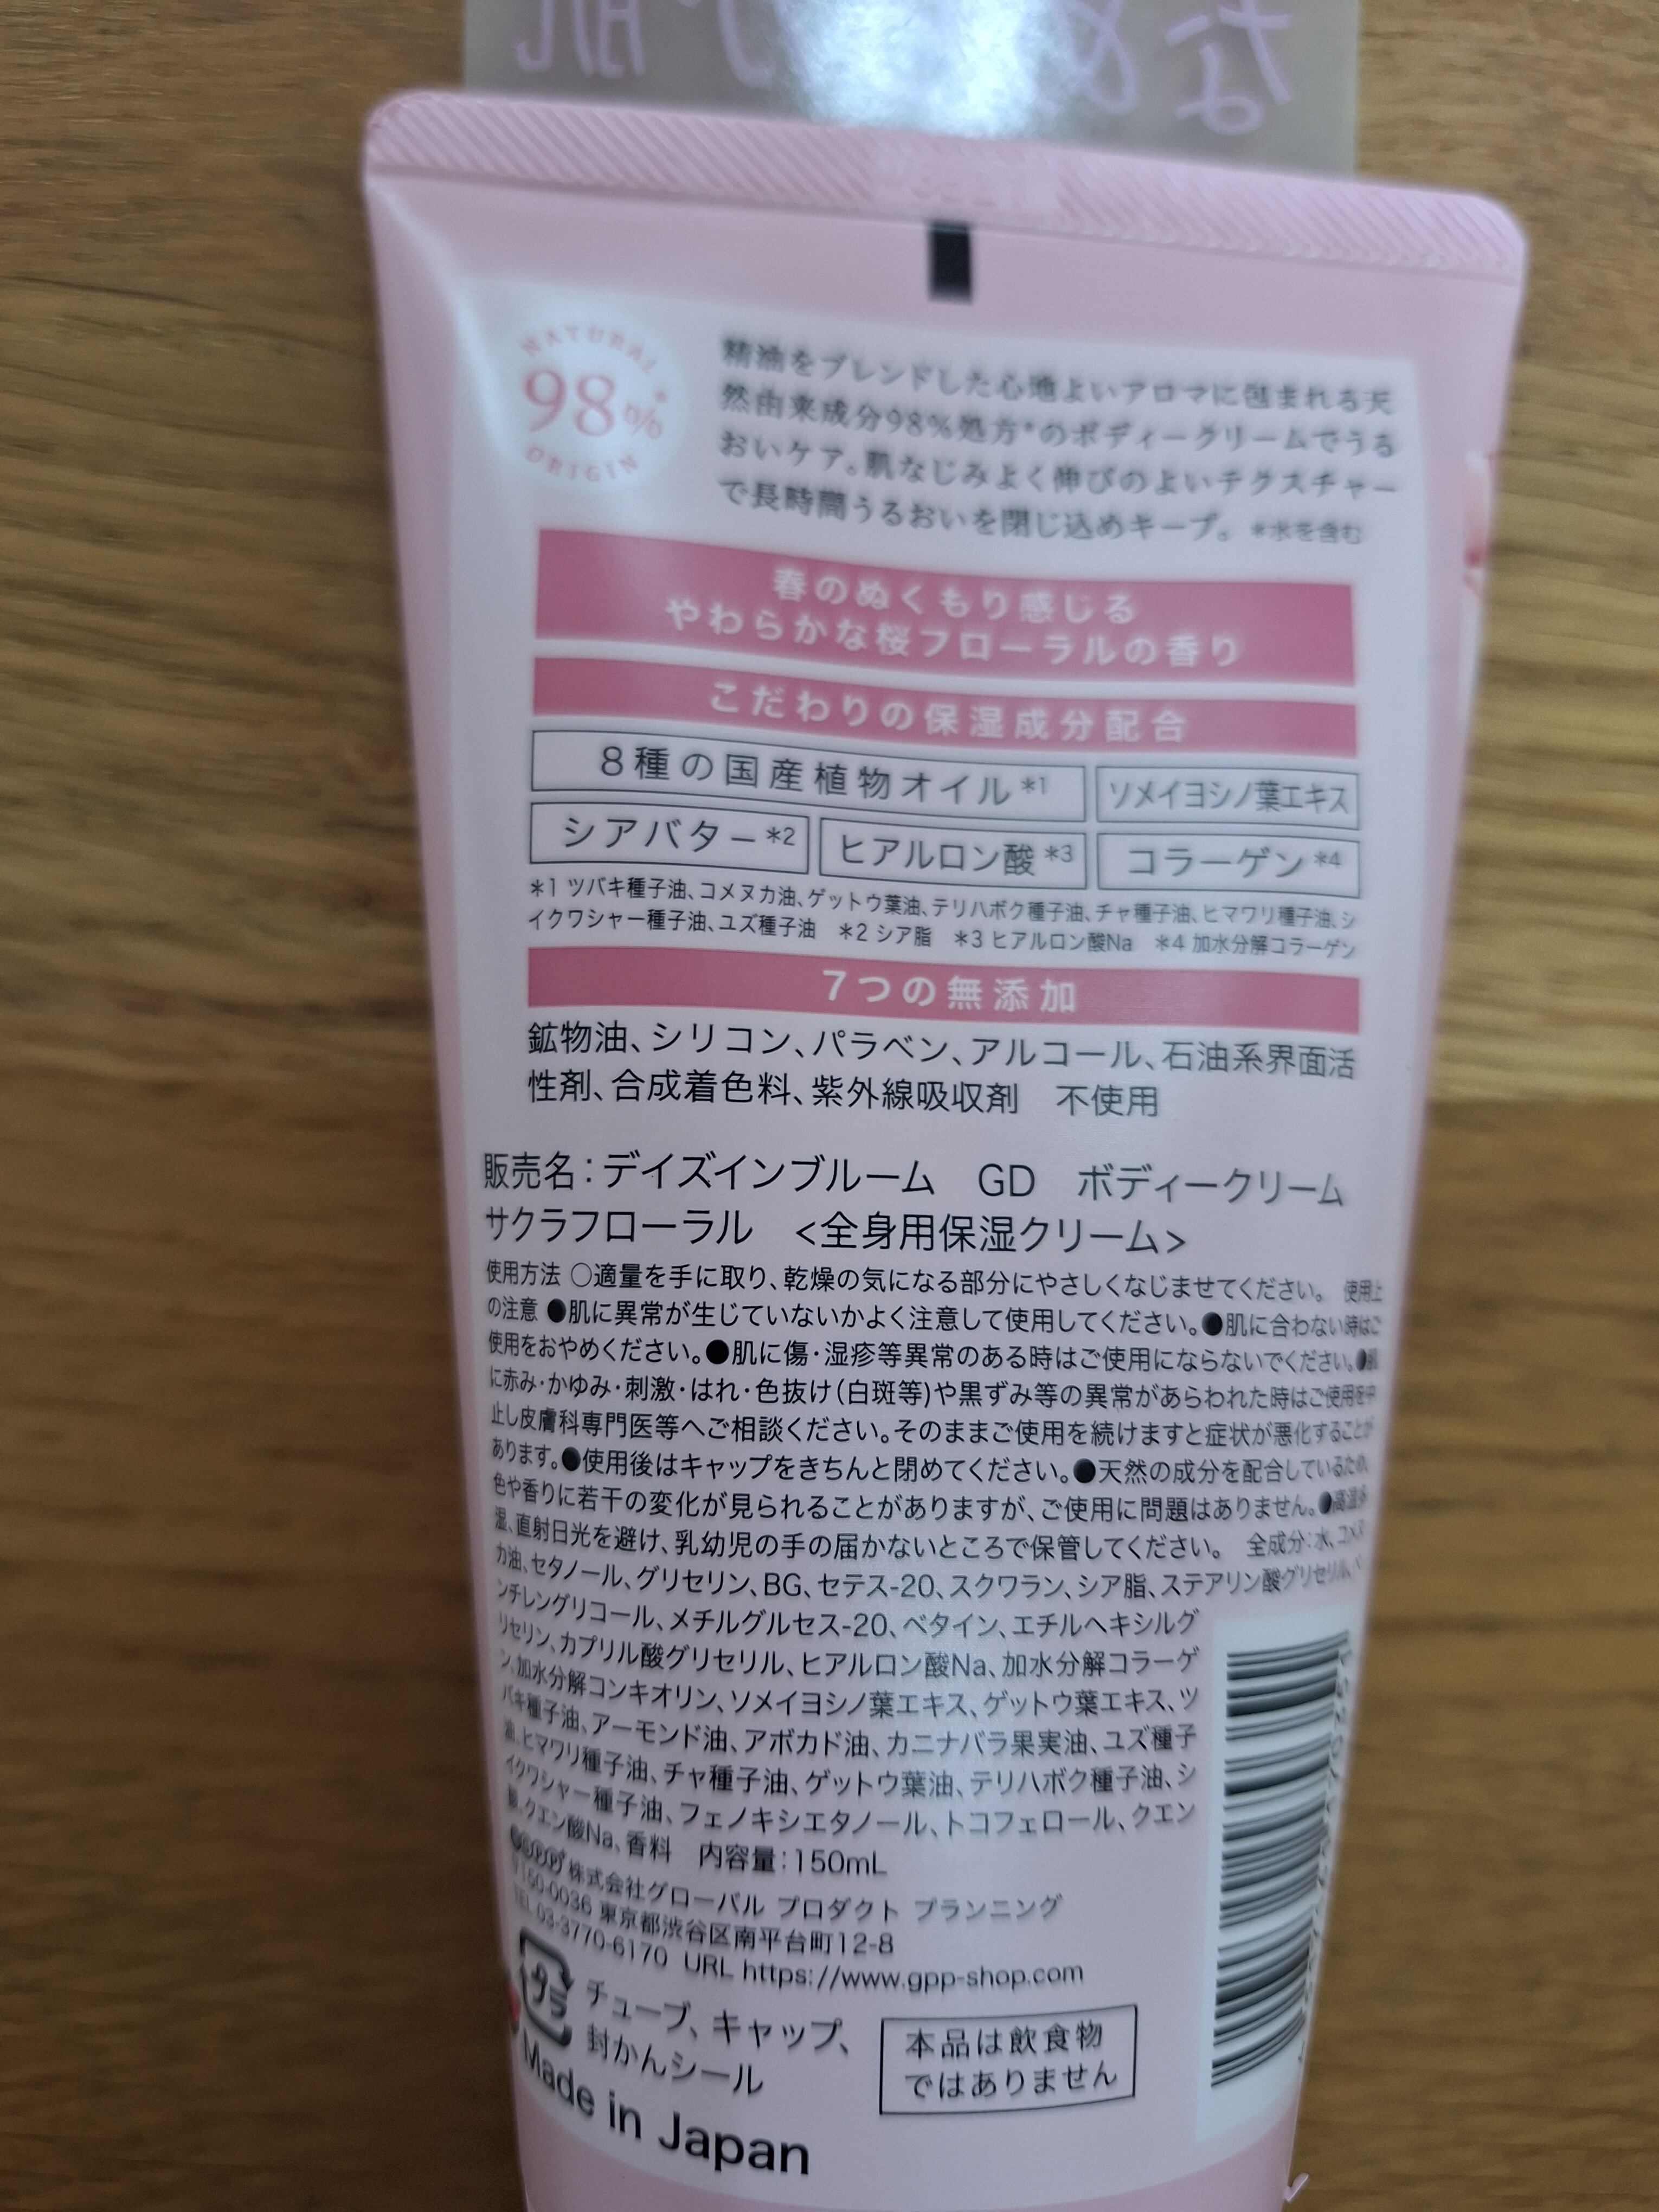 なめ
肌
NATURAL
98%*
ORIGIN
精油をブレンドした心地よいアロマに包まれる天
然由来成分98%処方*のボディークリームでうる
おいケア。肌なじみよく伸びのよいテクスチャー
で長時間うるおいを閉じ込めキープ。 *水を含む
春のぬくもり感じる
やわらかな桜フローラルの香り
こだわりの保湿成分配合
8種の国産植物オイル*1 ソメイヨシノ葉エキス
シアバター*2 ヒアルロン酸*3 コラーゲン*4
*1 ツバキ種子油、コメヌカ油、ゲットウ葉油、テリハボク種子油、チャ種子油、ヒマワリ種子油、シ
イクワシャー種子油、ユズ種子油 *2 シア脂 *3 ヒアルロン酸Na *4 加水分解コラーゲン
7つの無添加
鉱物油、シリコン、パラベン、アルコール、石油系界面活
性剤、合成着色料、紫外線吸収剤 不使用
販売名:デイズインブルーム GD ボディークリーム
サクラフローラル <全身用保湿クリーム>
使用方法 ○適量を手に取り、乾燥の気になる部分にやさしくなじませてください。 使用上
の注意 ●肌に異常が生じていないかよく注意して使用してください。●肌に合わない時はご
使用をおやめください。●肌に傷・湿疹等異常のある時はご使用にならないでください。●肌
に赤み・かゆみ・刺激・はれ・色抜け(白斑等)や黒ずみ等の異常があらわれた時はご使用を中
止し皮膚科専門医等へご相談ください。そのままご使用を続けますと症状が悪化することが
あります。●使用後はキャップをきちんと閉めてください。●天然の成分を配合しているため、
色や香りに若干の変化が見られることがありますが、ご使用に問題はありません。●高温多
湿、直射日光を避け、乳幼児の手の届かないところで保管してください。 全成分:水、コメヌ
カ油、セタノール、グリセリン、BG、セテス-20、スクワラン、シア脂、ステアリン酸グリセリル、ペ
ンチレングリコール、メチルグルセス-20、ベタイン、エチルヘキシルグ
リセリン、カプリル酸グリセリル、ヒアルロン酸Na、加水分解コラーゲ
ン、加水分解コンキオリン、ソメイヨシノ葉エキス、ゲットウ葉エキス、ツ
バキ種子油、アーモンド油、アボカド油、カニナバラ果実油、ユズ種子
油、ヒマワリ種子油、チャ種子油、ゲットウ葉油、テリハボク種子油、シ
イクワシャー種子油、フェノキシエタノール、トコフェロール、クエン
酸、クエン酸Na、香料 内容量:150mL
株式会社グローバル プロダクト プランニング
〒150-0036 東京都渋谷区南平台町12-8
TEL 03-3770-6170 URL https://www.gpp-shop.com
プラ
チューブ、キャップ、
封かんシール
本品は飲食物
ではありません
Made in Japan